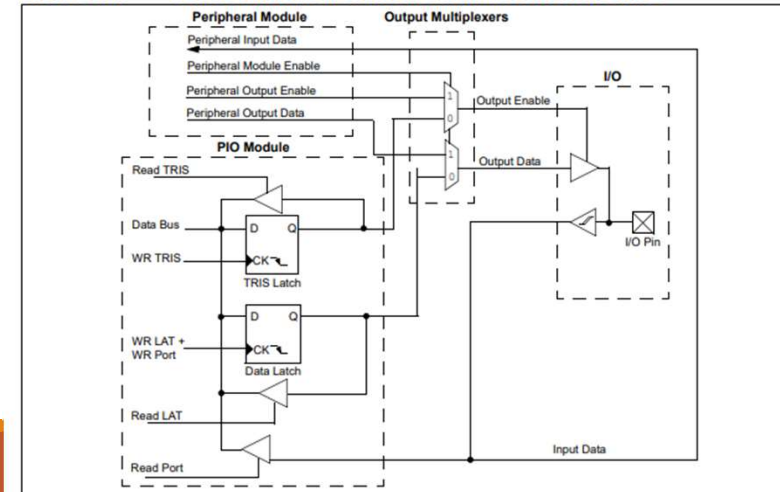 Peripheral Module
Output Multiplexers
Peripheral Input Data
Peripheral Module Enable
I/O
Peripheral Output Enable
1
Output Enable
Peripheral Output Data
0
PIO Module
1
Output Data
0
Read TRIS
Data Bus
D
Q
I/O Pin
WR TRIS
CK
TRIS Latch
D
Q
WR LAT +
WR Port
CK
Data Latch
Read LAT
Input Data
Read Port